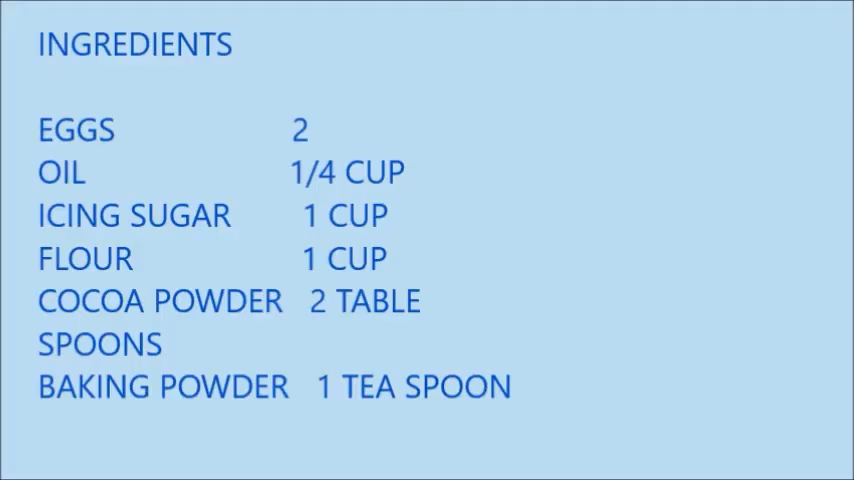 INGREDIENTS
EGGS 2
OIL 1/4 CUP
ICING SUGAR 1 CUP
FLOUR 1 CUP
COCOA POWDER 2 TABLE
SPOONS
BAKING POWDER 1 TEA SPOON